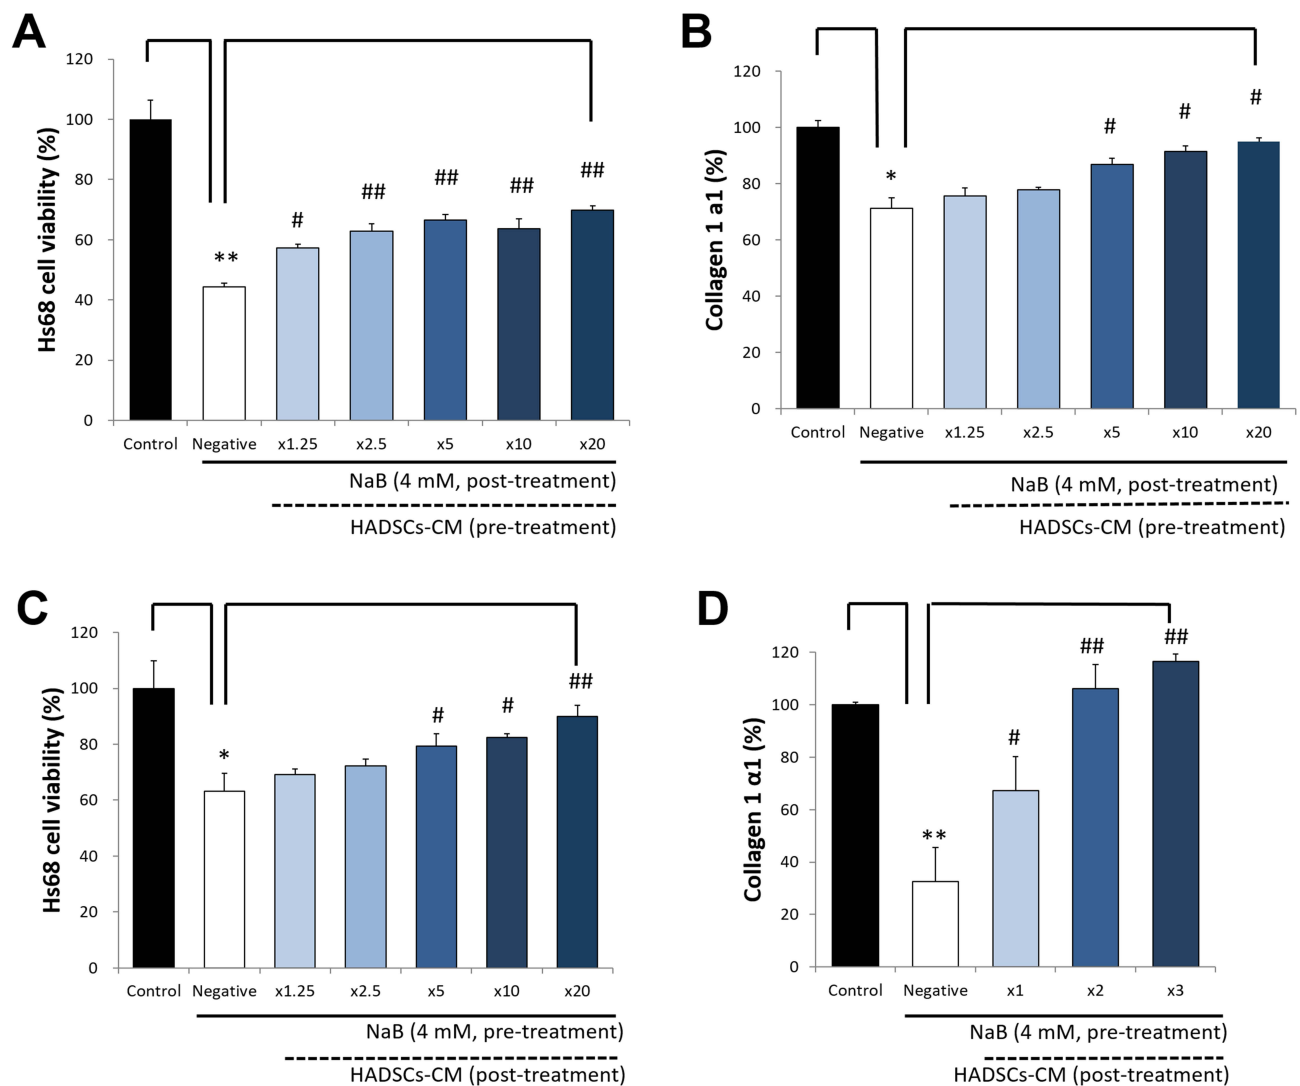 A
Hs68 cell viability (%)
120
100
80
60
40
20
0
**
#
##
##
##
##
Control Negative x1.25 x2.5 x5 x10 x20
NaB (4 mM, post-treatment)
HADSCs-CM (pre-treatment)
B
Collagen 1 a1 (%)
120
100
80
60
40
20
0
*
#
#
#
Control Negative x1.25 x2.5 x5 x10 x20
NaB (4 mM, post-treatment)
HADSCs-CM (pre-treatment)
C
Hs68 cell viability (%)
120
100
80
60
40
20
0
*
#
#
##
Control Negative x1.25 x2.5 x5 x10 x20
NaB (4 mM, pre-treatment)
HADSCs-CM (post-treatment)
D
Collagen 1 α1 (%)
120
100
80
60
40
20
0
**
#
##
##
Control Negative x1 x2 x3
NaB (4 mM, pre-treatment)
HADSCs-CM (post-treatment)